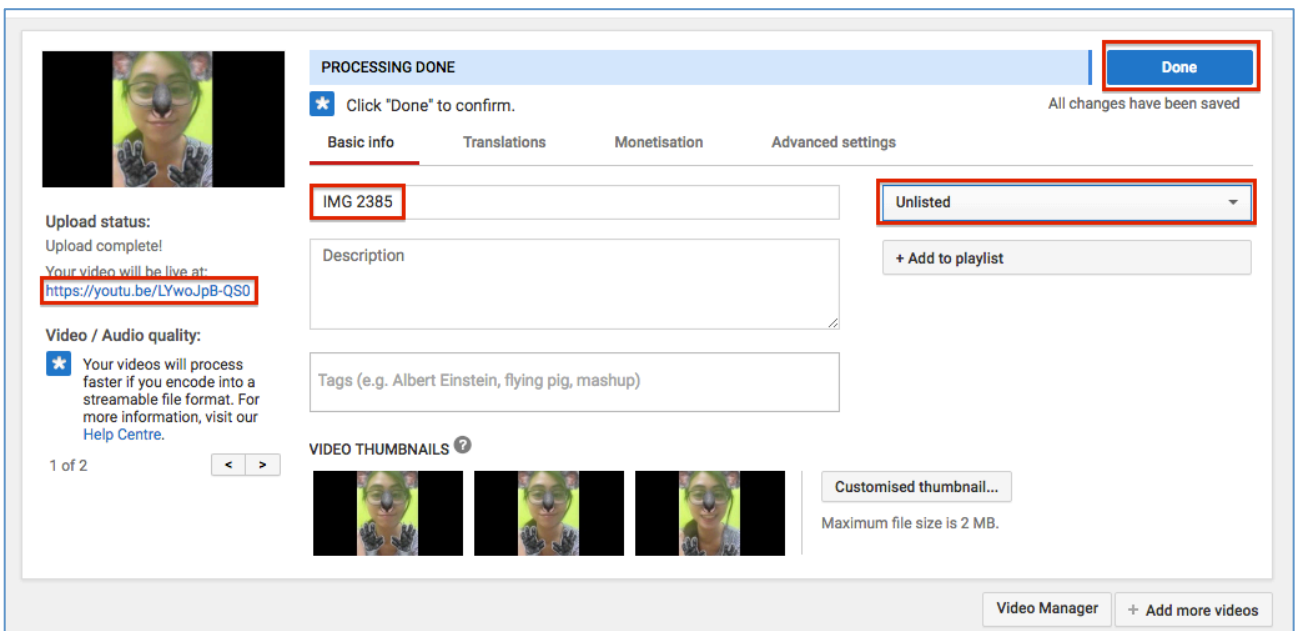 PROCESSING DONE
Done
Click "Done" to confirm.
All changes have been saved
Basic info
Translations
Monetisation
Advanced settings
IMG 2385
Unlisted
Upload status:
Upload complete!
Your video will be live at:
https://youtu.be/LYwoJpB-QS0
Description
+ Add to playlist
Video / Audio quality:
Your videos will process
faster if you encode into a
streamable file format. For
more information, visit our
Help Centre.
Tags (e.g. Albert Einstein, flying pig, mashup)
1 of 2
< >
VIDEO THUMBNAILS ?
Customised thumbnail...
Maximum file size is 2 MB.
Video Manager
+ Add more videos